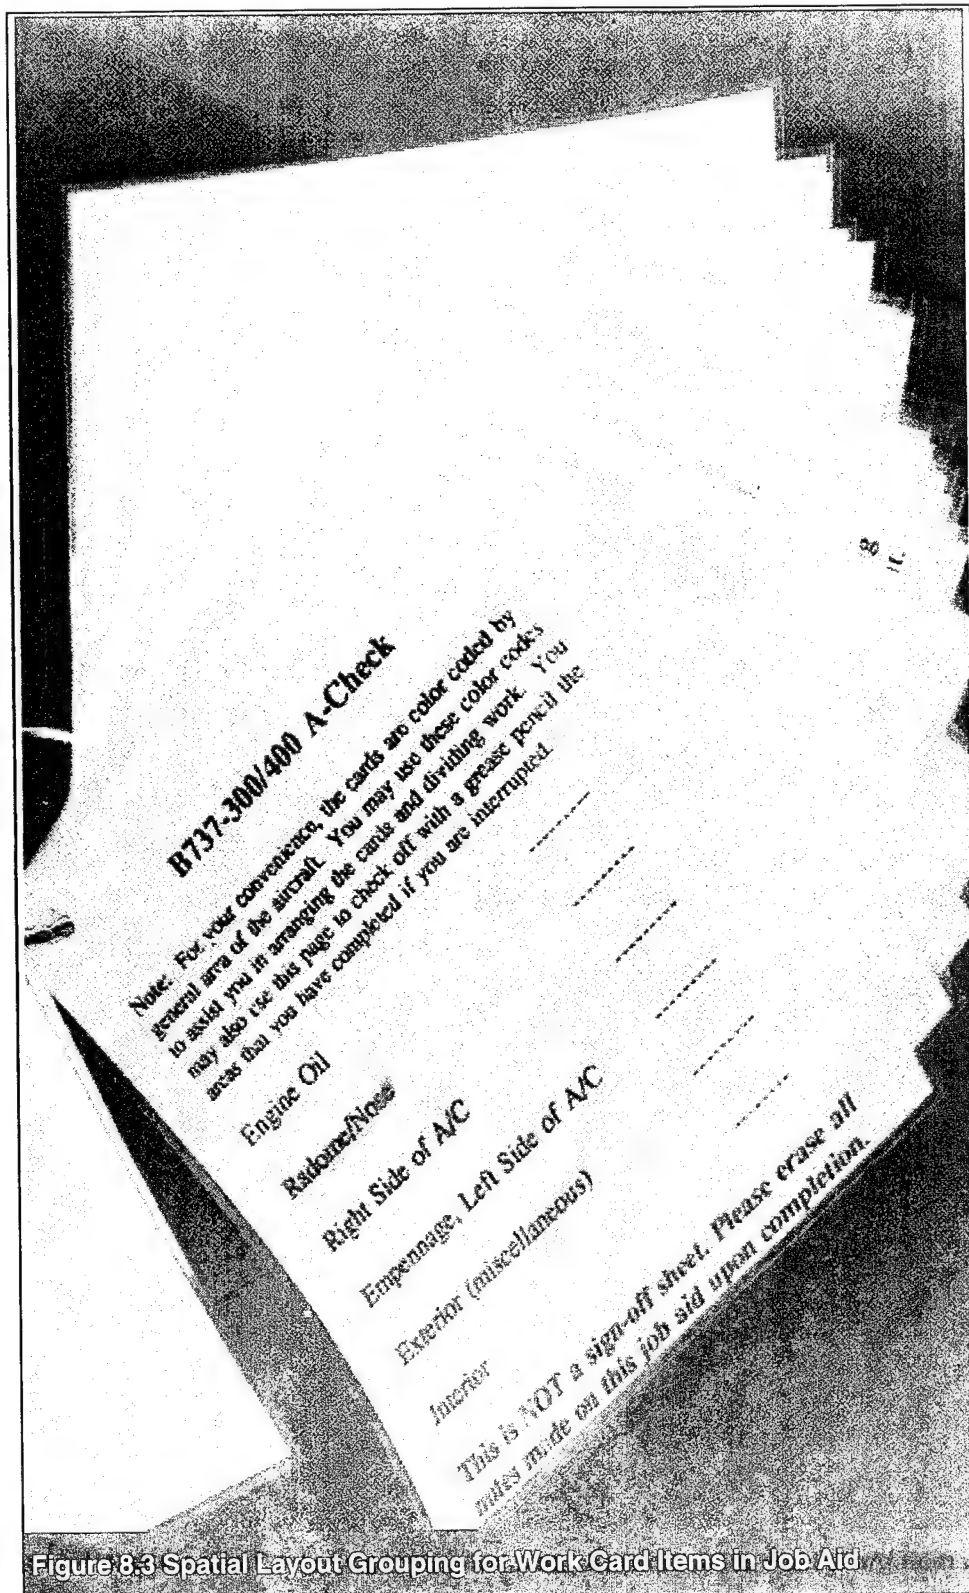 B737-300/400 A-Check
Note: For your convenience, the cards are color coded by
general area of the aircraft. You may use these color codes
to assist you in arranging the cards and dividing work. You
may also use this page to check off with a grease pencil the
areas that you have completed if you are interrupted.
Engine Oil
Radome/Nose
Right Side of A/C
Empennage, Left Side of A/C
Exterior (miscellaneous)
Interior
This is NOT a sign-off sheet. Please erase all
notes made on this job aid upon completion.
g
Figure 8.3 Spatial Layout Grouping for Work Card Items in Job Aid